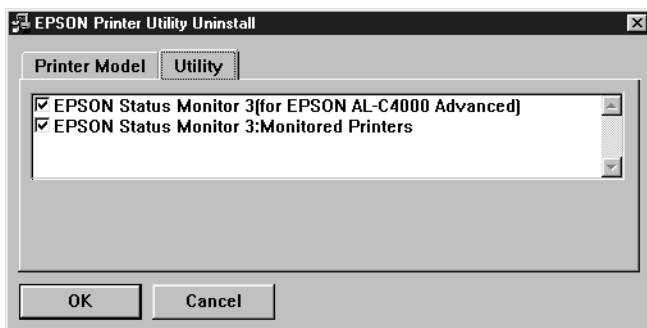 EPSON Printer Utility Uninstall
Printer Model
Utility
EPSON Status Monitor 3(for EPSON AL-C4000 Advanced)
EPSON Status Monitor 3:Monitored Printers
OK
Cancel